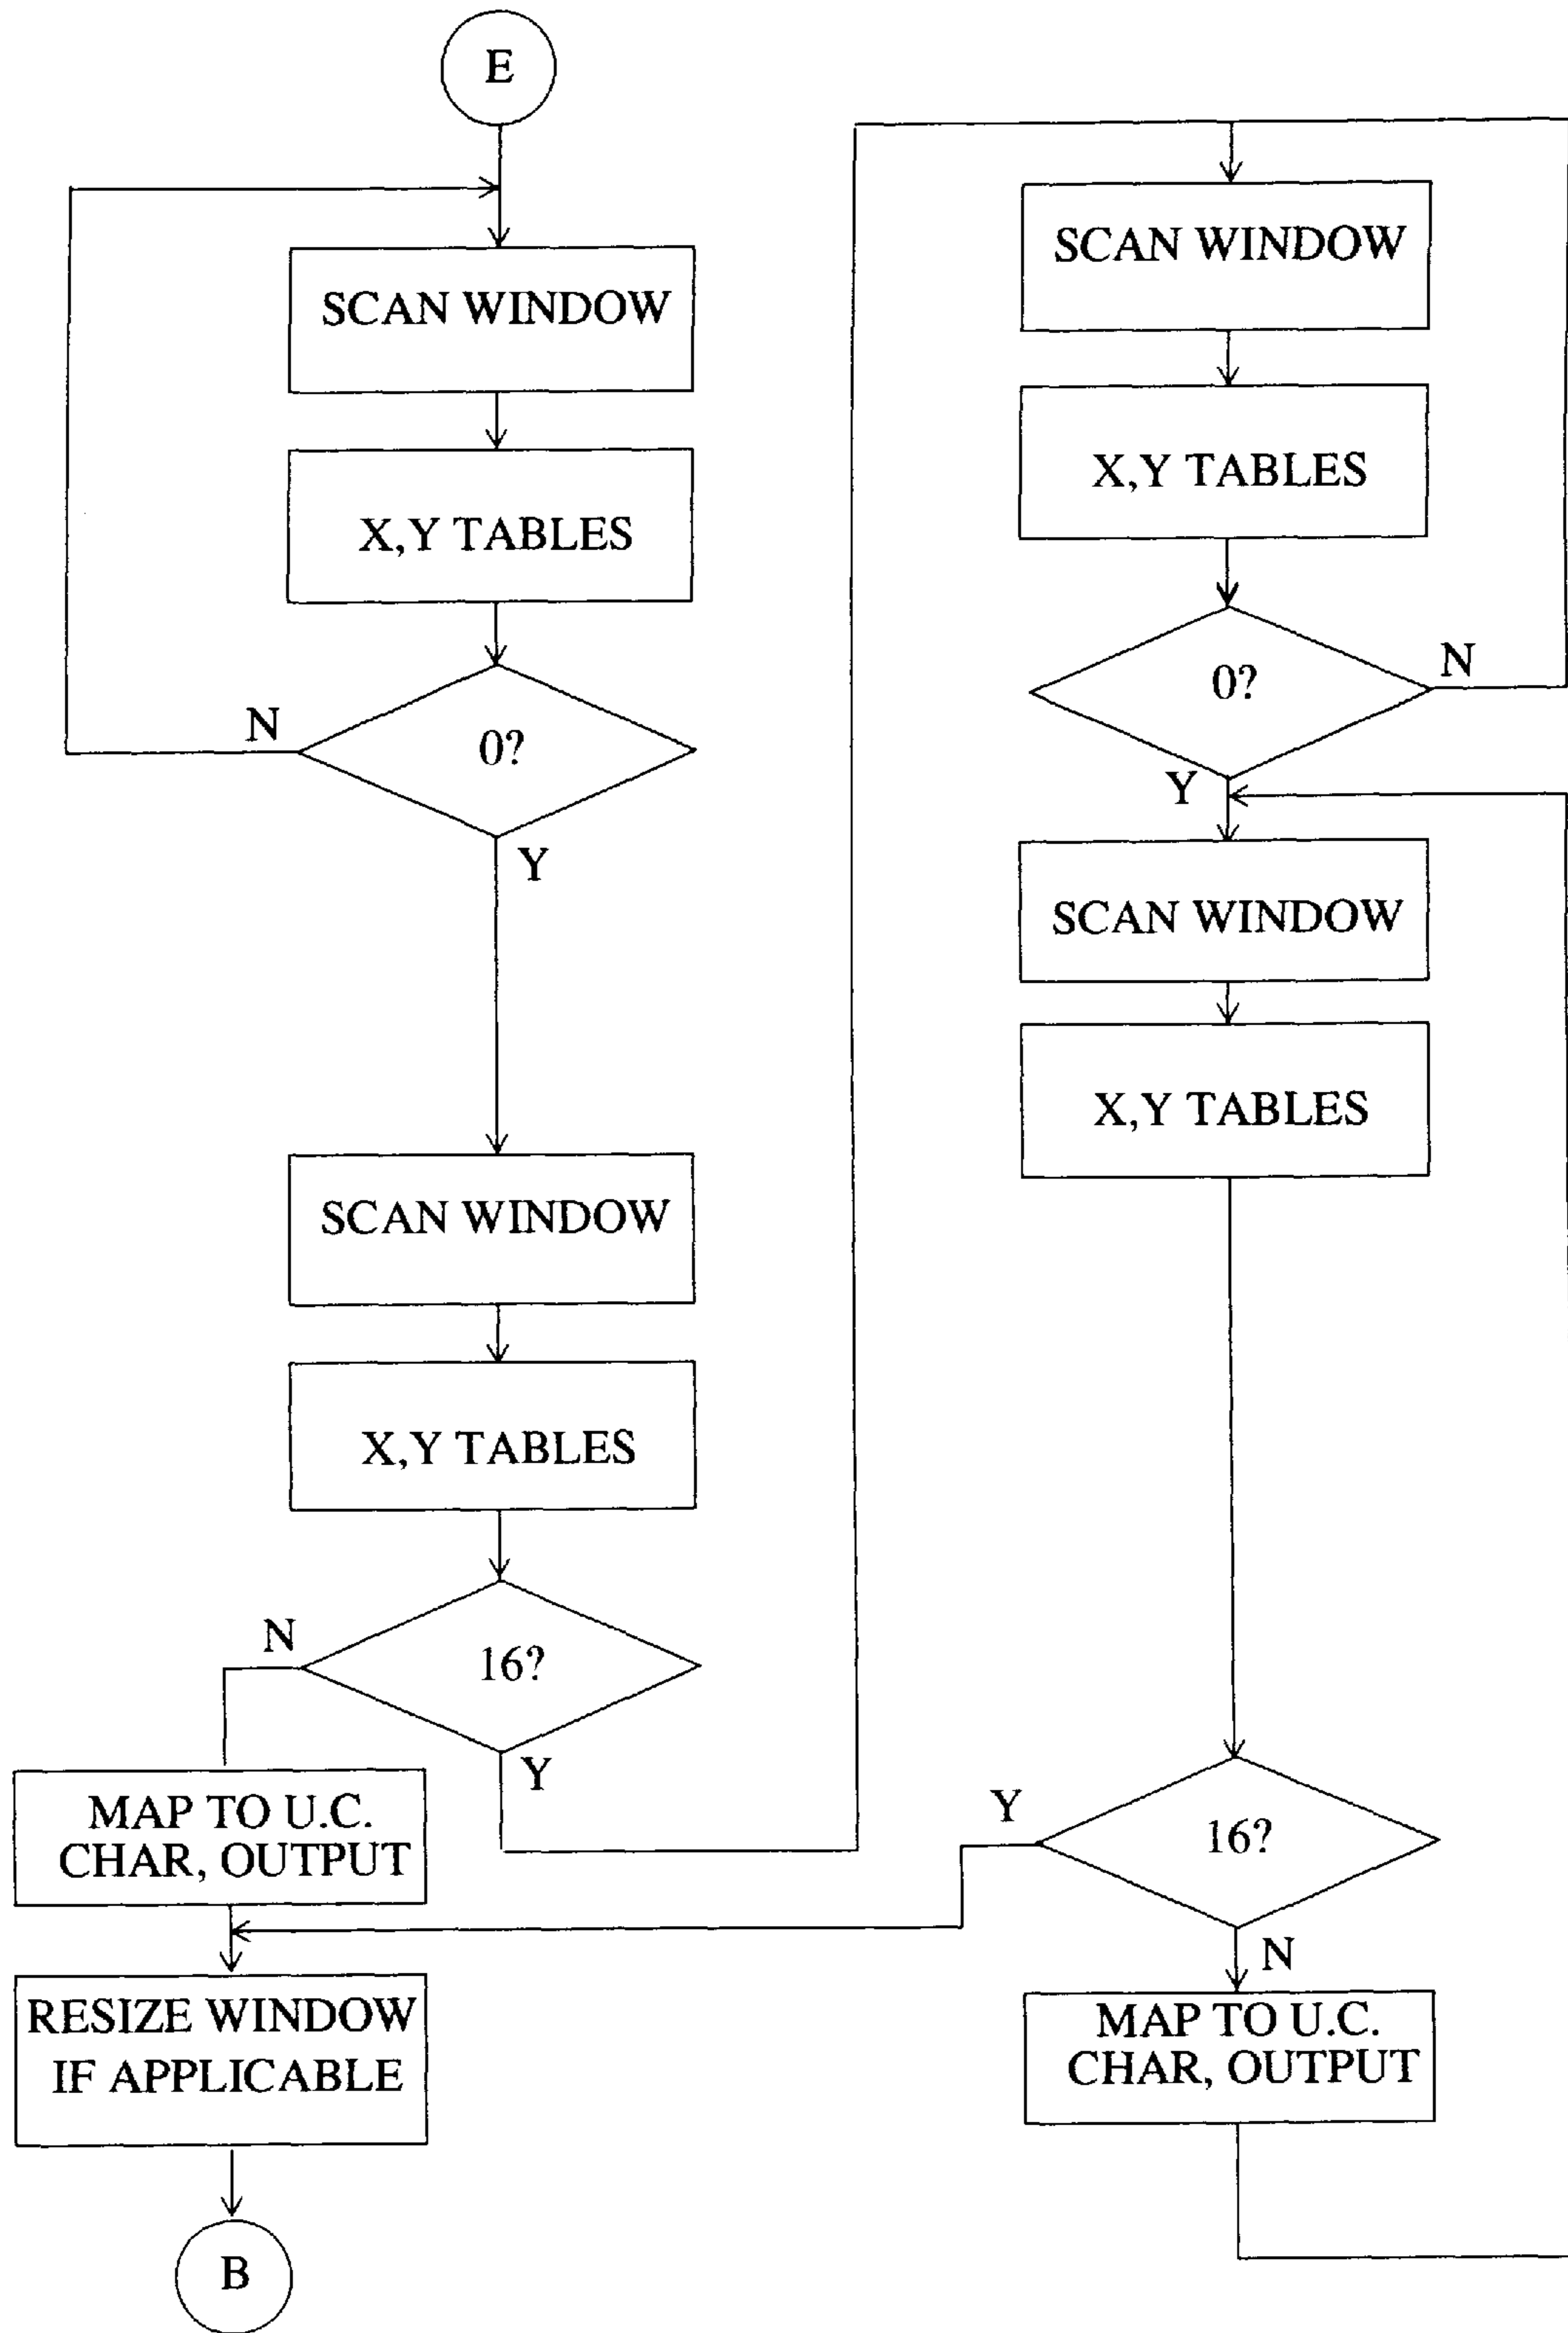 E
SCAN WINDOW
X,Y TABLES
0?
N
Y
SCAN WINDOW
X,Y TABLES
16?
N
Y
MAP TO U.C.
CHAR, OUTPUT
RESIZE WINDOW
IF APPLICABLE
B
SCAN WINDOW
X,Y TABLES
0?
N
Y
SCAN WINDOW
X,Y TABLES
16?
Y
N
MAP TO U.C.
CHAR, OUTPUT